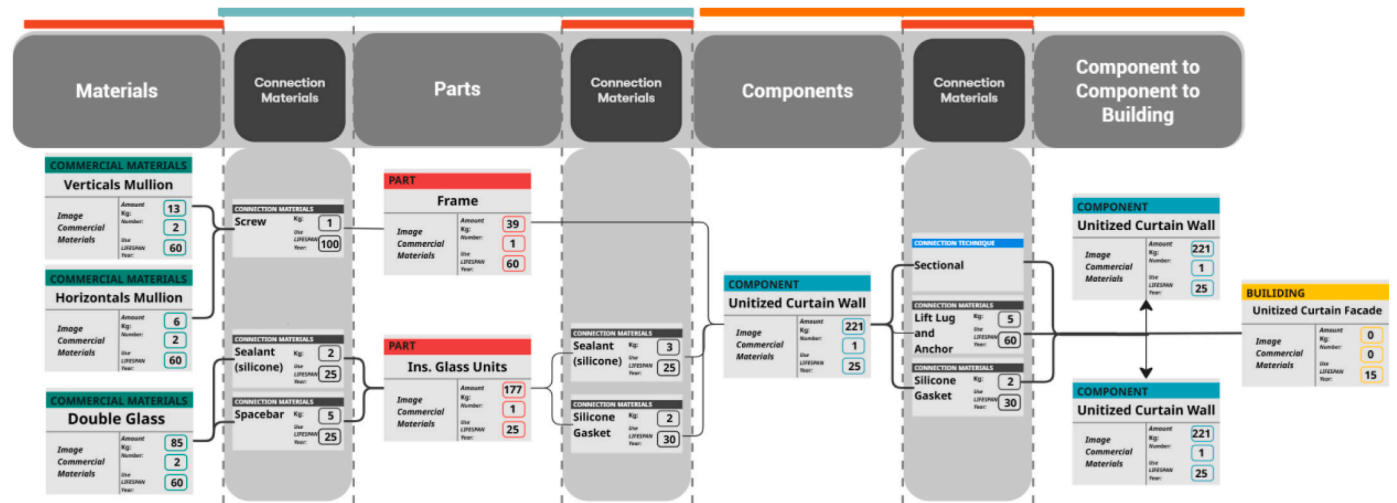 Materials
Connection
Materials
Parts
Connection
Materials
Components
Connection
Materials
Component to
Component to
Building
COMMERCIAL MATERIALS
Verticals Mullion
Image
Commercial
Materials
Amount
Kg:
Number:
Use
LIFESPAN
Year:
13
2
60
COMMERCIAL MATERIALS
Horizontals Mullion
Image
Commercial
Materials
Amount
Kg:
Number:
Use
LIFESPAN
Year:
6
2
60
COMMERCIAL MATERIALS
Double Glass
Image
Commercial
Materials
Amount
Kg:
Number:
Use
LIFESPAN
Year:
85
2
60
CONNECTION MATERIALS
Screw
Kg:
1
Use
LIFESPAN
Year:
100
CONNECTION MATERIALS
Sealant
(silicone)
Kg:
2
Use
LIFESPAN
Year:
25
CONNECTION MATERIALS
Spacebar
Kg:
5
Use
LIFESPAN
Year:
25
PART
Frame
Image
Commercial
Materials
Amount
Kg:
Number:
Use
LIFESPAN
Year:
39
1
60
PART
Ins. Glass Units
Image
Commercial
Materials
Amount
Kg:
Number:
Use
LIFESPAN
Year:
177
1
25
CONNECTION MATERIALS
Sealant
(silicone)
Kg:
3
Use
LIFESPAN
Year:
25
CONNECTION MATERIALS
Silicone
Gasket
Kg:
2
Use
LIFESPAN
Year:
30
COMPONENT
Unitized Curtain Wall
Image
Commercial
Materials
Amount
Kg:
Number:
Use
LIFESPAN
Year:
221
1
25
CONNECTION TECHNIQUE
Sectional
CONNECTION MATERIALS
Lift Lug
and
Anchor
Kg:
5
Use
LIFESPAN
Year:
60
CONNECTION MATERIALS
Silicone
Gasket
Kg:
2
Use
LIFESPAN
Year:
30
COMPONENT
Unitized Curtain Wall
Image
Commercial
Materials
Amount
Kg:
Number:
Use
LIFESPAN
Year:
221
1
25
COMPONENT
Unitized Curtain Wall
Image
Commercial
Materials
Amount
Kg:
Number:
Use
LIFESPAN
Year:
221
1
25
BUILIDING
Unitized Curtain Facade
Image
Commercial
Materials
Amount
Kg:
Number:
Use
LIFESPAN
Year:
0
0
15